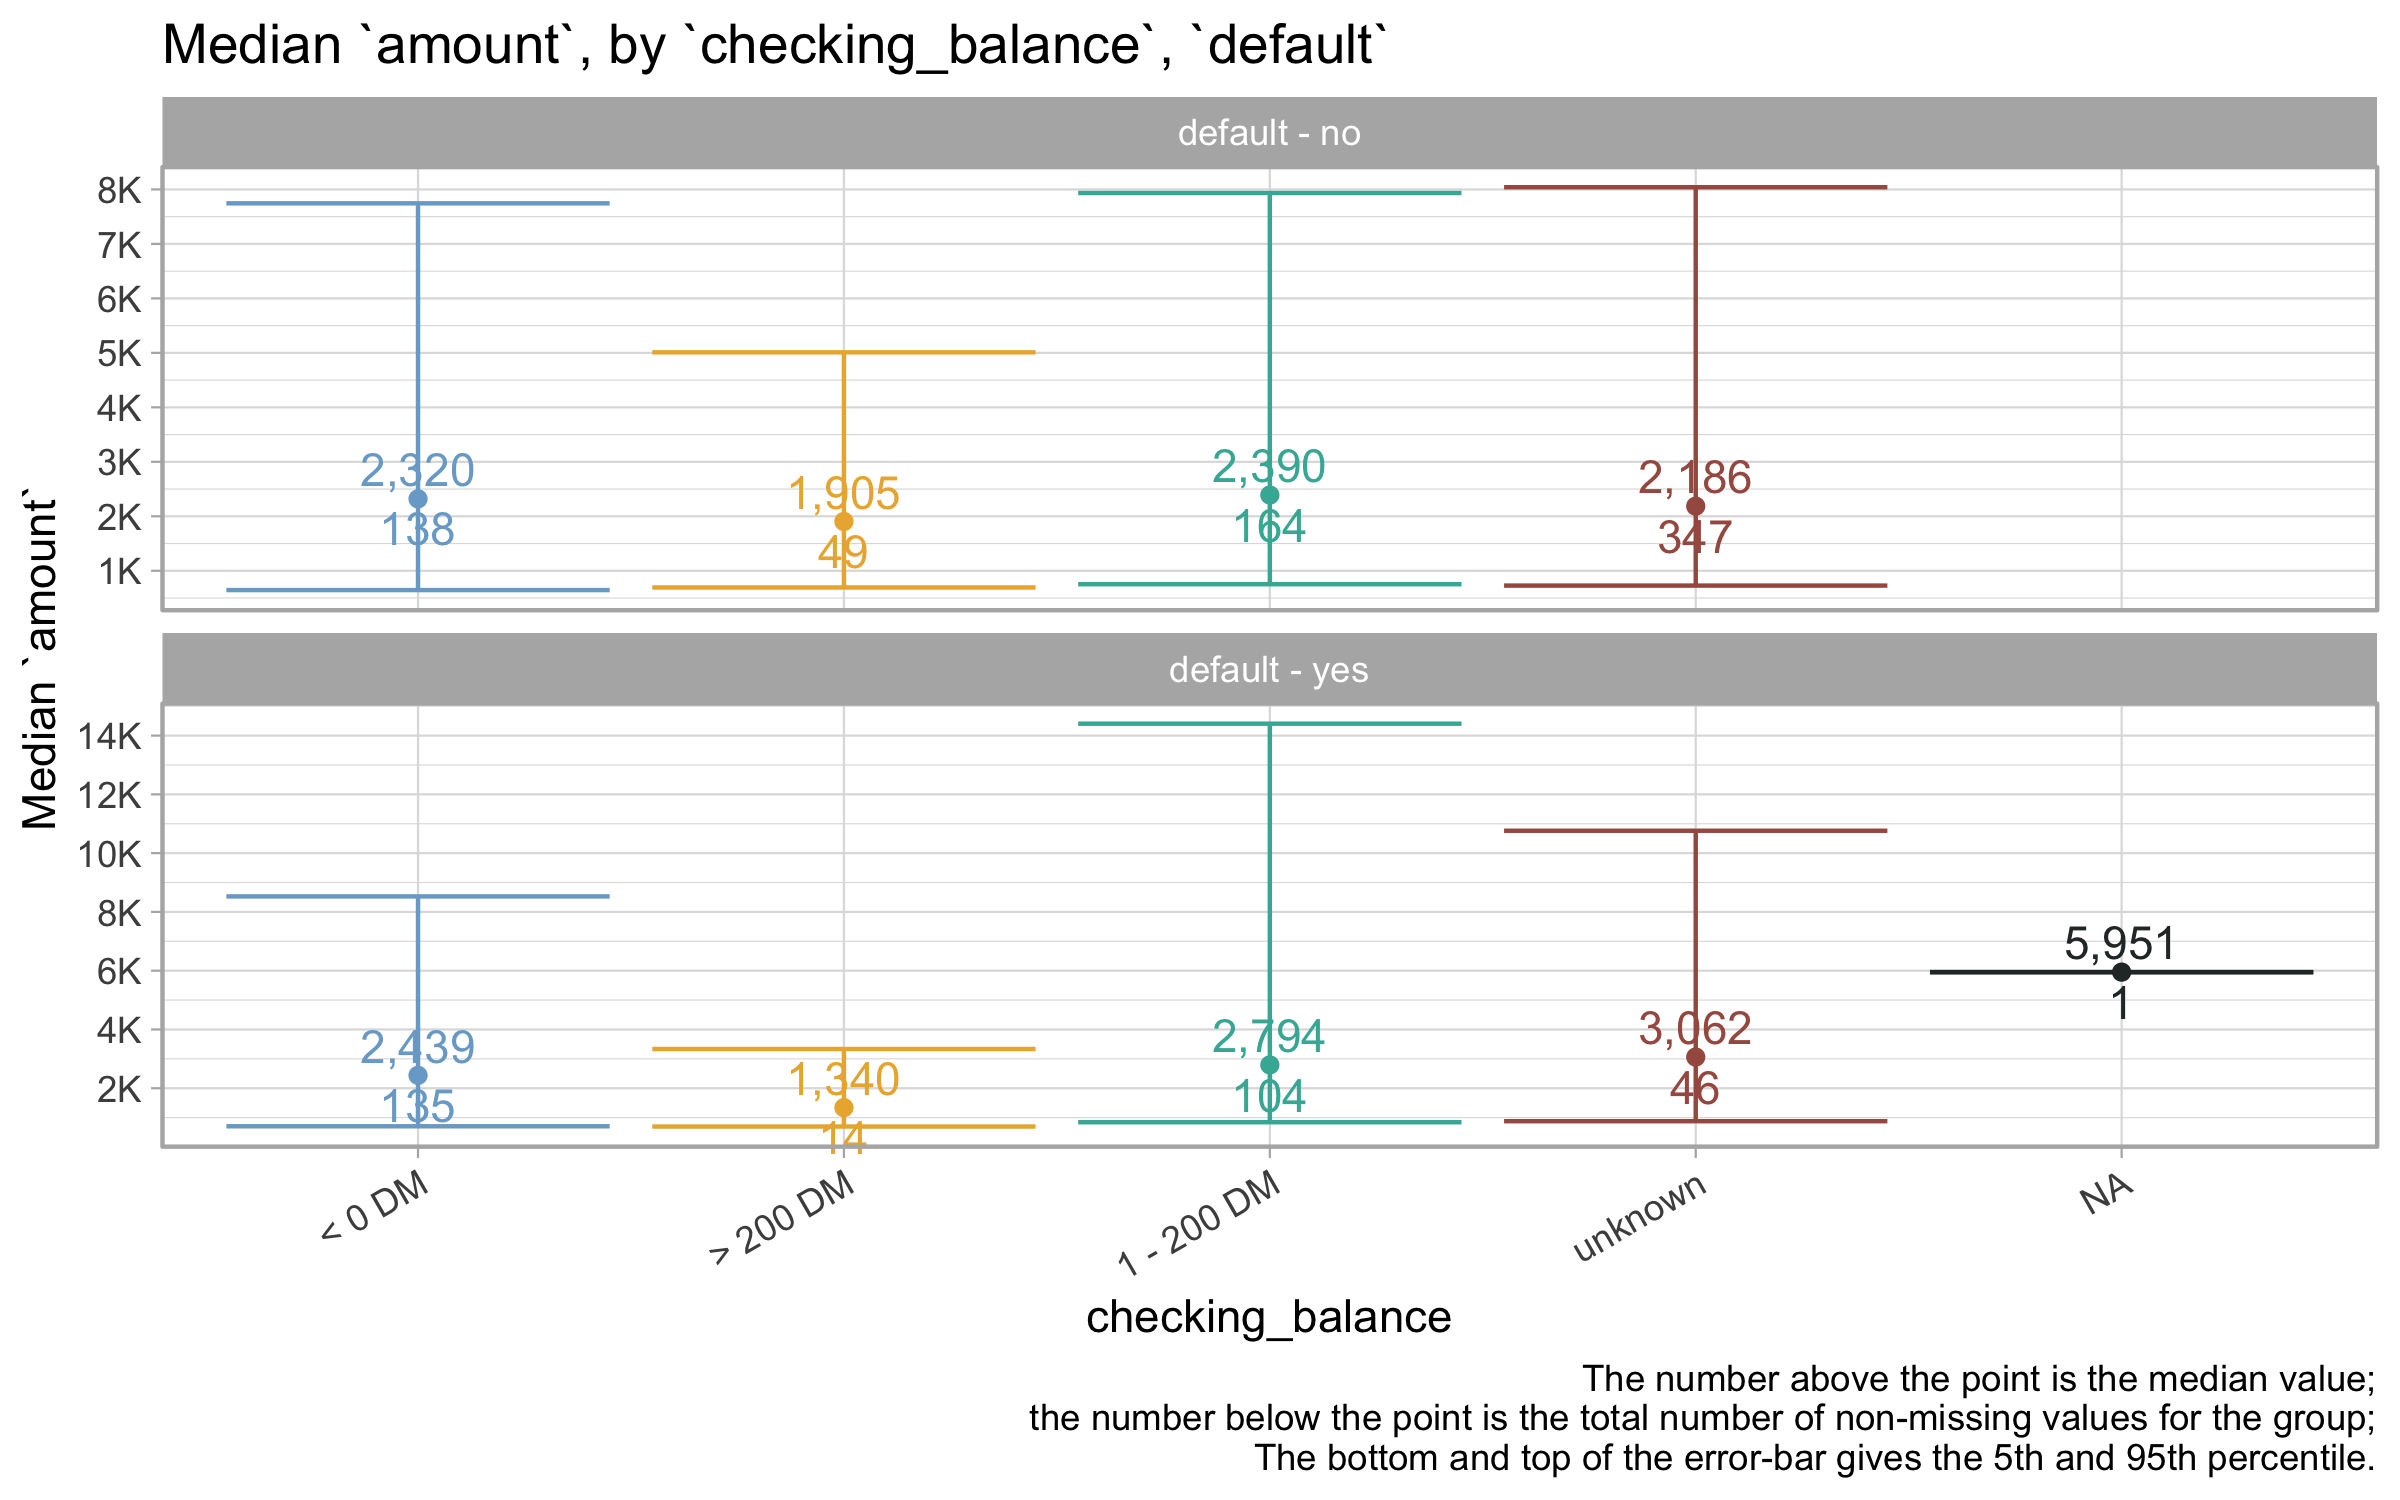 Median `amount`, by `checking_balance`, `default`
default - no
8K
7K
6K
5K
4K
3K
2K
1K
2,320
138
1,905
49
2,390
164
2,186
347
Median `amount`
default - yes
14K
12K
10K
8K
6K
4K
2K
2,439
135
1,340
14
2,794
104
3,062
46
5,951
1
< 0 DM
> 200 DM
1 - 200 DM
unknown
NA
checking_balance
The number above the point is the median value;
the number below the point is the total number of non-missing values for the group;
The bottom and top of the error-bar gives the 5th and 95th percentile.